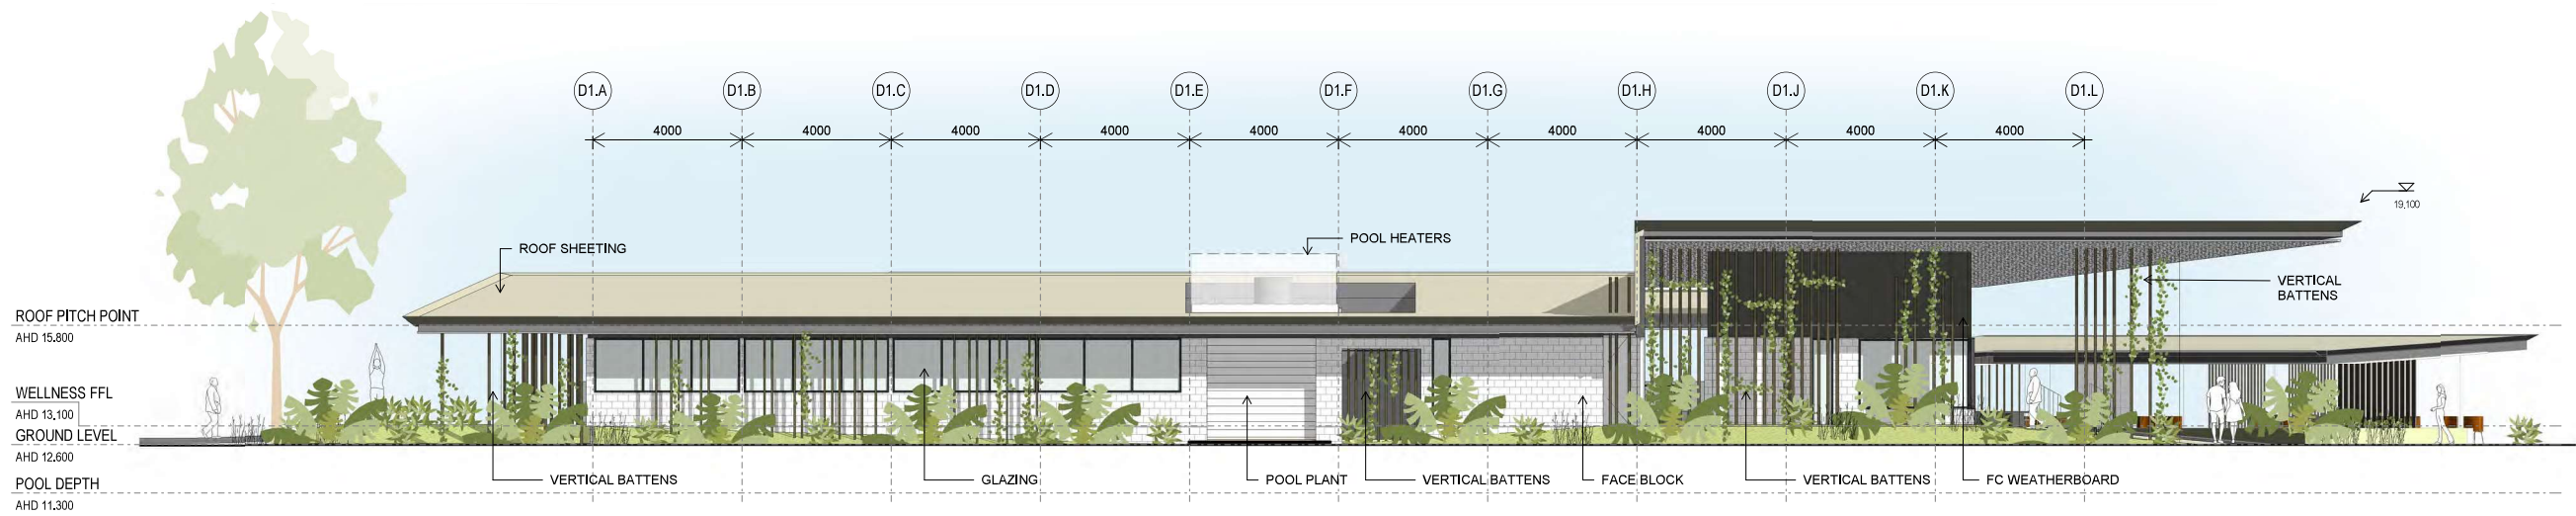 D1.A D1.B D1.C D1.D D1.E D1.F D1.G D1.H D1.J D1.K D1.L
4000 4000 4000 4000 4000 4000 4000 4000 4000 4000
19,100
ROOF SHEETING
POOL HEATERS
VERTICAL
BATTENS
ROOF PITCH POINT
AHD 15.800
WELLNESS FFL
AHD 13,100
GROUND LEVEL
AHD 12.600
VERTICAL BATTENS
GLAZING
POOL PLANT
VERTICAL BATTENS
FACE BLOCK
VERTICAL BATTENS
FC WEATHERBOARD
POOL DEPTH
AHD 11.300